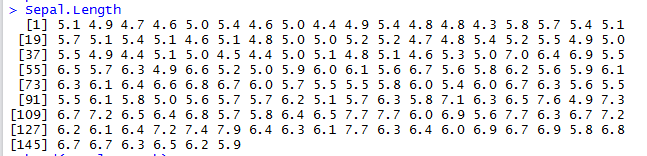 > Sepal.Length
[1] 5.1 4.9 4.7 4.6 5.0 5.4 4.6 5.0 4.4 4.9 5.4 4.8 4.8 4.3 5.8 5.7 5.4 5.1
[19] 5.7 5.1 5.4 5.1 4.6 5.1 4.8 5.0 5.0 5.2 5.2 4.7 4.8 5.4 5.2 5.5 4.9 5.0
[37] 5.5 4.9 4.4 5.1 5.0 4.5 4.4 5.0 5.1 4.8 5.1 4.6 5.3 5.0 7.0 6.4 6.9 5.5
[55] 6.5 5.7 6.3 4.9 6.6 5.2 5.0 5.9 6.0 6.1 5.6 6.7 5.6 5.8 6.2 5.6 5.9 6.1
[73] 6.3 6.1 6.4 6.6 6.8 6.7 6.0 5.7 5.5 5.5 5.8 6.0 5.4 6.0 6.7 6.3 5.6 5.5
[91] 5.5 6.1 5.8 5.0 5.6 5.7 5.7 6.2 5.1 5.7 6.3 5.8 7.1 6.3 6.5 7.6 4.9 7.3
[109] 6.7 7.2 6.5 6.4 6.8 5.7 5.8 6.4 6.5 7.7 7.7 6.0 6.9 5.6 7.7 6.3 6.7 7.2
[127] 6.2 6.1 6.4 7.2 7.4 7.9 6.4 6.3 6.1 7.7 6.3 6.4 6.0 6.9 6.7 6.9 5.8 6.8
[145] 6.7 6.7 6.3 6.5 6.2 5.9